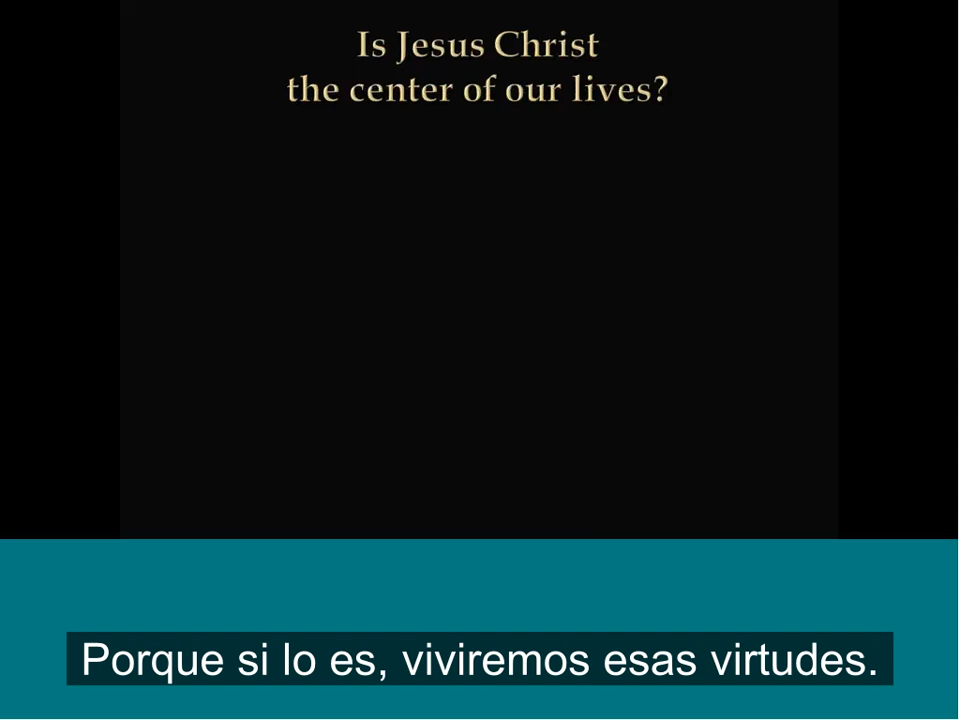 Is Jesus Christ
the center of our lives?
Porque si lo es, viviremos esas virtudes.